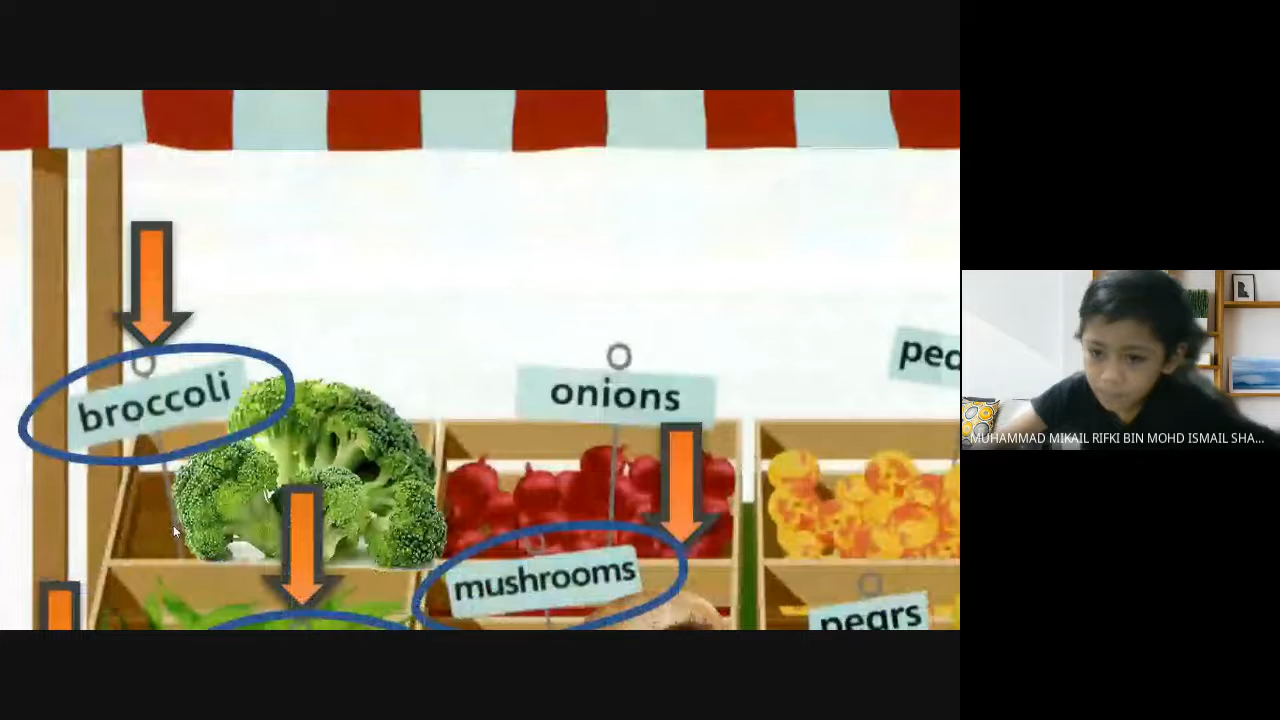 broccoli
onions
mushrooms
pears
MUHAMMAD MIKAIL RIFKI BIN MOHD ISMAIL SHA...